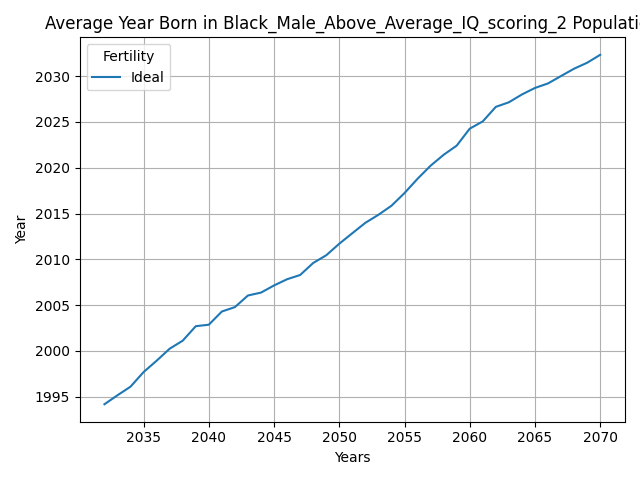 Average Year Born in Black_Male_Above_Average_IQ_scoring_2 Populati
Fertility
Ideal
Year
2030
2025
2020
2015
2010
2005
2000
1995
2035 2040 2045 2050 2055 2060 2065 2070
Years